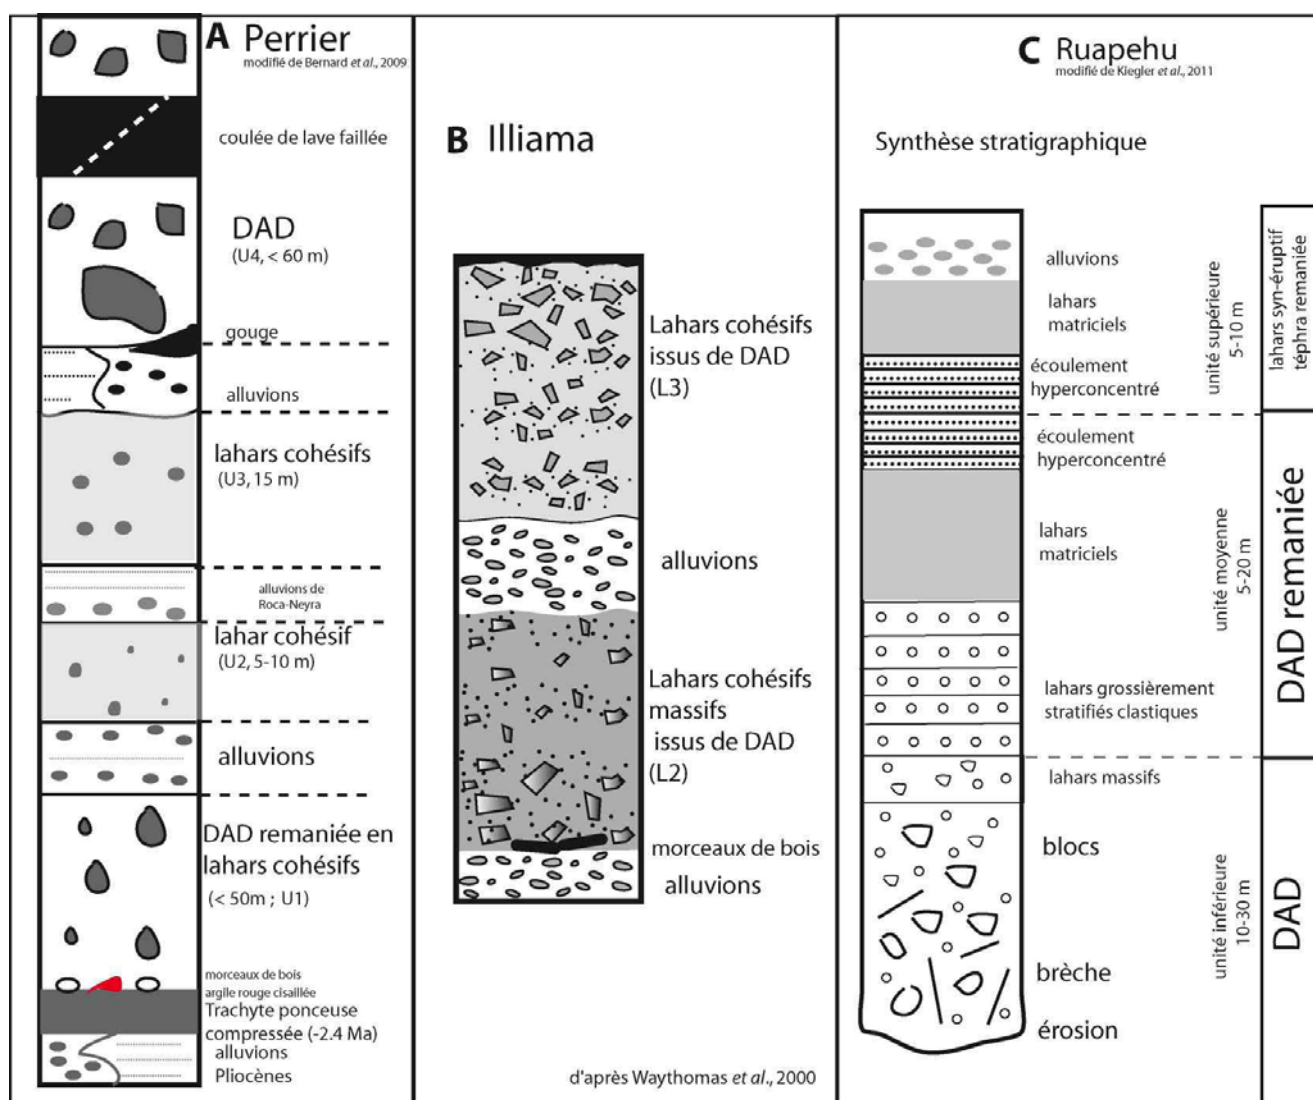 A Perrier
modifié de Bernard et al., 2009
coulée de lave faillée
DAD
(U4, < 60 m)
gouge
alluvions
lahars cohésifs
(U3, 15 m)
alluvions de
Roca-Neyra
lahar cohésif
(U2, 5-10 m)
alluvions
DAD remaniée en
lahars cohésifs
(< 50m ; U1)
morceaux de bois
argile rouge cisaillée
Trachyte ponceuse
compressée (-2.4 Ma)
alluvions
Pliocènes
B Illiama
Lahars cohésifs
issus de DAD
(L3)
alluvions
Lahars cohésifs
massifs
issus de DAD
(L2)
morceaux de bois
alluvions
d'après Waythomas et al., 2000
C Ruapehu
modifié de Kiegler et al., 2011
Synthèse stratigraphique
alluvions
lahars
matriciels
écoulement
hyperconcentré
écoulement
hyperconcentré
lahars
matriciels
lahars grossièrement
stratifiés clastiques
lahars massifs
blocs
brèche
érosion
unité supérieure
5-10 m
unité moyenne
5-20 m
unité inférieure
10-30 m
lahars syn-éruptif
téphra remaniée
DAD remaniée
DAD